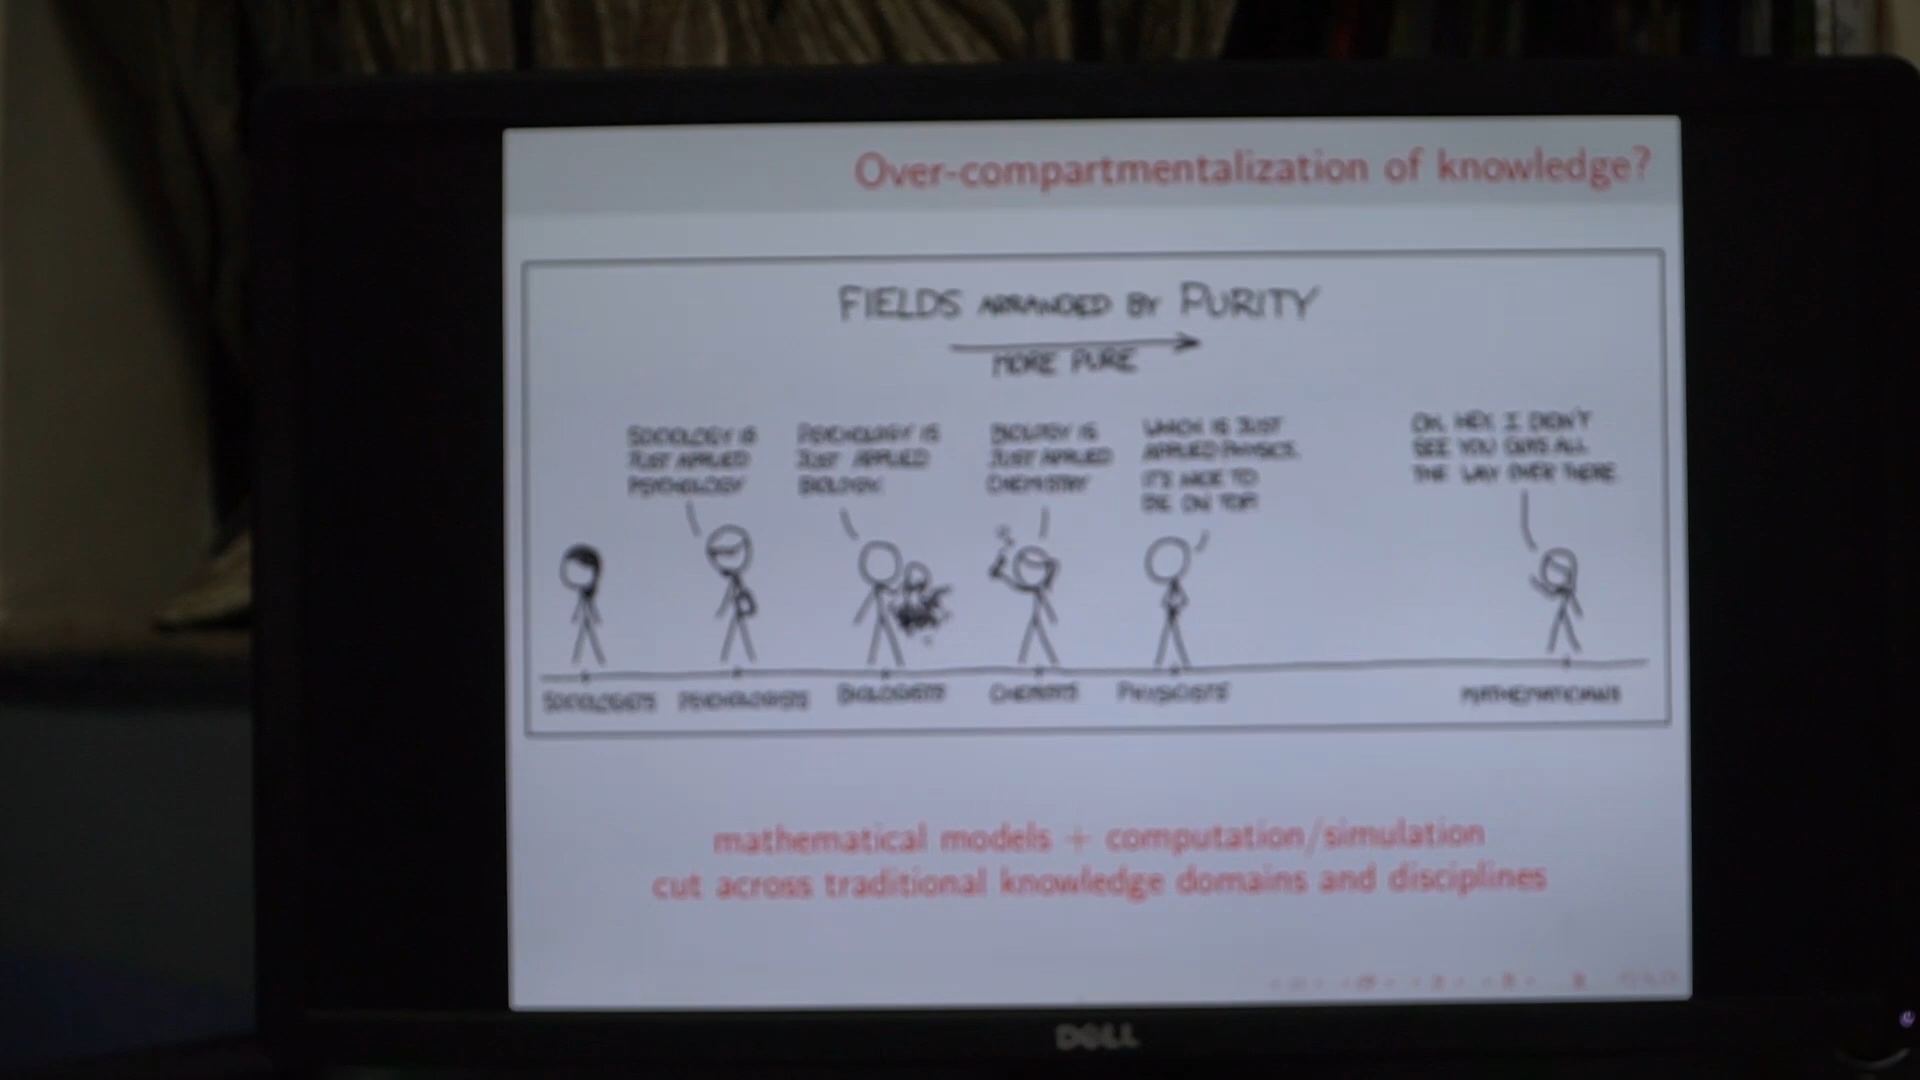 Over-compartmentalization of knowledge?
FIELDS ARRANGED BY PURITY
MORE PURE
SOCIOLOGY IS
JUST APPLIED
PSYCHOLOGY
PSYCHOLOGY IS
JUST APPLIED
BIOLOGY.
BIOLOGY IS
JUST APPLIED
CHEMISTRY
WHICH IS JUST
APPLIED PHYSICS.
IT'S NICE TO
BE ON TOP.
OH, HEY, I DIDN'T
SEE YOU GUYS ALL
THE WAY OVER THERE.
SOCIOLOGISTS
PSYCHOLOGISTS
BIOLOGISTS
CHEMISTS
PHYSICISTS
MATHEMATICIANS
mathematical models + computation/simulation
cut across traditional knowledge domains and disciplines
DELL